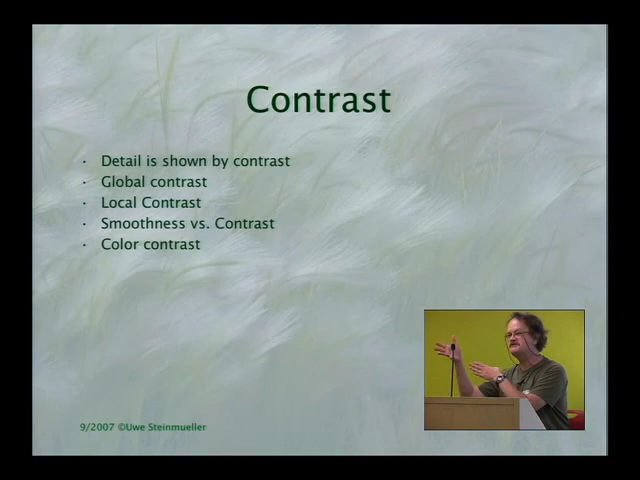 Contrast
· Detail is shown by contrast
· Global contrast
· Local Contrast
· Smoothness vs. Contrast
· Color contrast
9/2007 ©Uwe Steinmueller